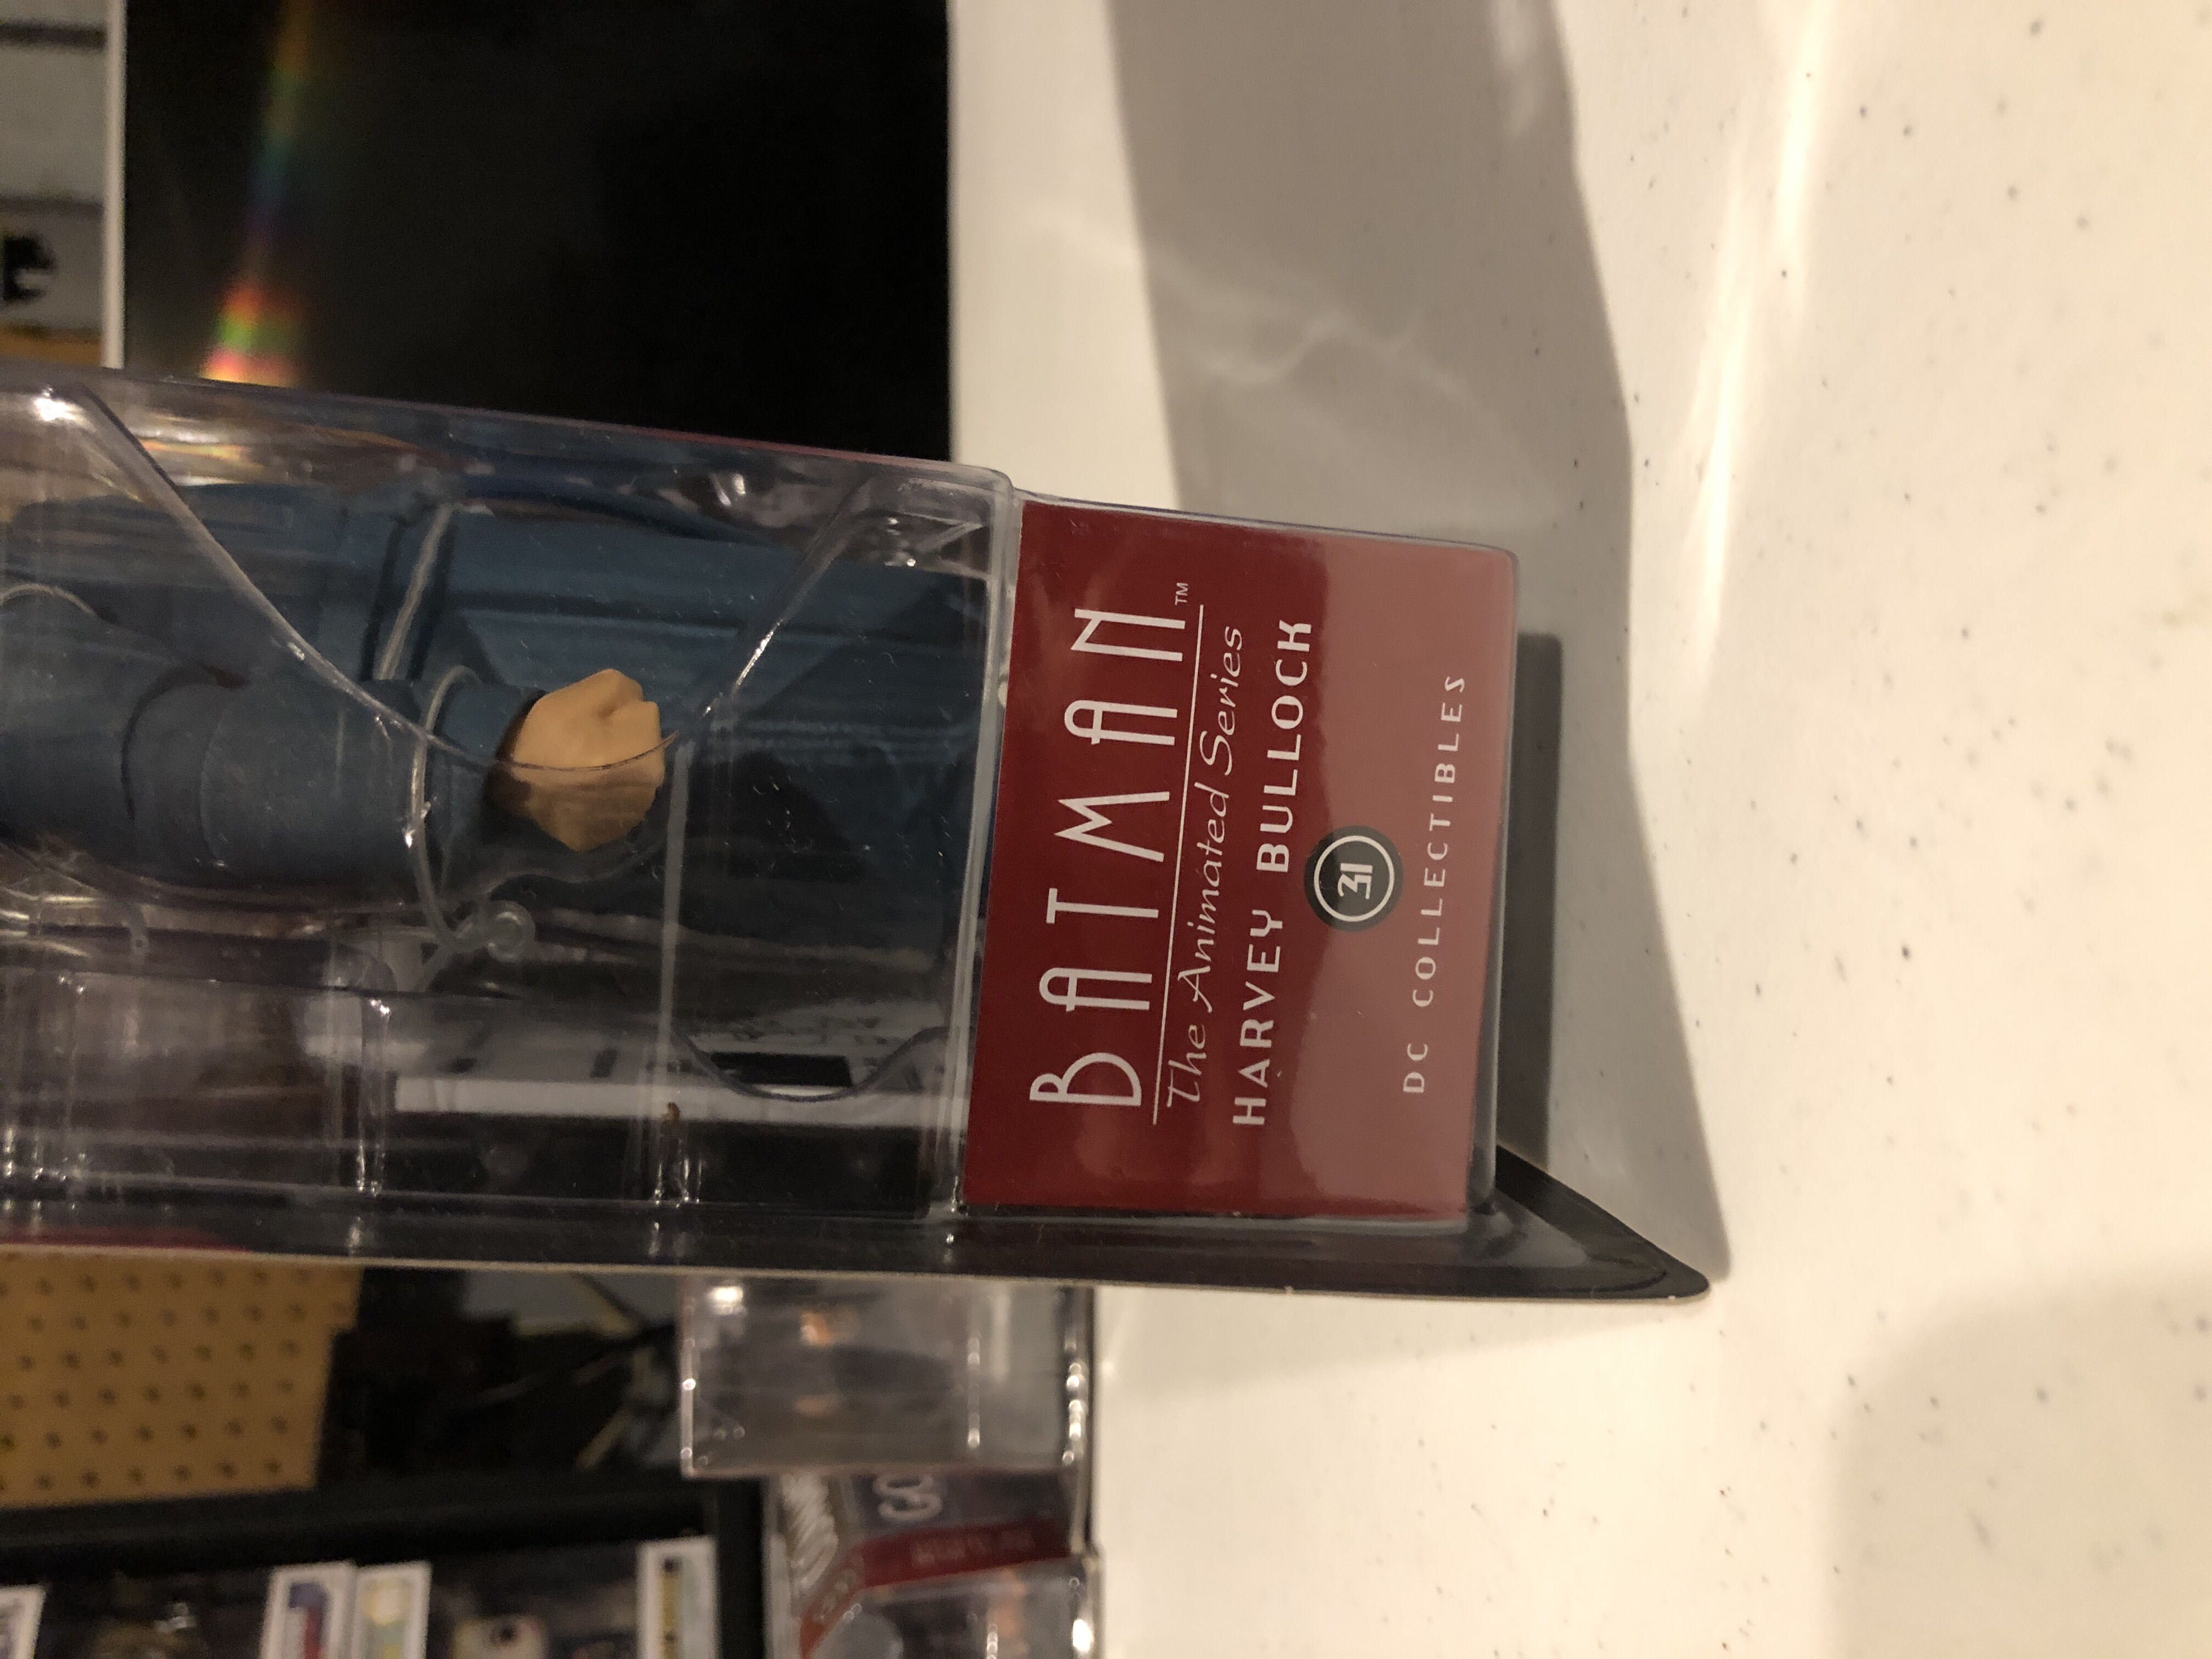 BATMAN™
The Animated Series
HARVEY BULLOCK
31
DC COLLECTIBLES